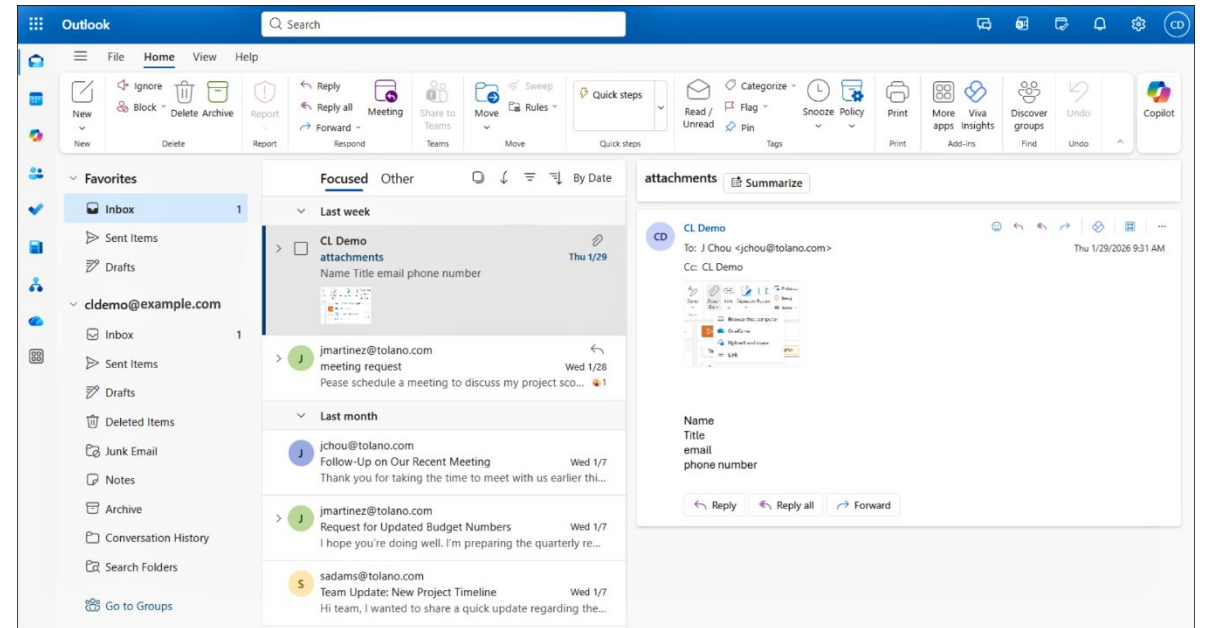 Outlook
Search
CD
File Home View Help
New
Ignore
Block
Delete Archive
Report
Reply
Reply all
Forward
Meeting
Share to
Teams
Move
Sweep
Rules
Quick steps
Read /
Unread
Categorize
Flag
Pin
Snooze Policy
Print
More
apps
Viva
Insights
Discover
groups
Undo
Copilot
New Delete Report Respond Teams Move Quick steps Tags Print Add-ins Find Undo
Favorites
Inbox 1
Sent Items
Drafts
cldemo@example.com
Inbox 1
Sent Items
Drafts
Deleted Items
Junk Email
Notes
Archive
Conversation History
Search Folders
Go to Groups
Focused Other By Date
Last week
CL Demo
attachments Thu 1/29
Name Title email phone number
J
jmartinez@tolano.com
meeting request Wed 1/28
Pease schedule a meeting to discuss my project sco... 1
Last month
J
jchou@tolano.com
Follow-Up on Our Recent Meeting Wed 1/7
Thank you for taking the time to meet with us earlier thi...
J
jmartinez@tolano.com
Request for Updated Budget Numbers Wed 1/7
I hope you're doing well. I'm preparing the quarterly re...
S
sadams@tolano.com
Team Update: New Project Timeline Wed 1/7
Hi team, I wanted to share a quick update regarding the...
attachments Summarize
CD
CL Demo
To: J Chou <jchou@tolano.com>
Thu 1/29/2026 9:31 AM
Cc: CL Demo
Browse this computer
OneDrive
Upload and share
Link
Name
Title
email
phone number
Reply Reply all Forward